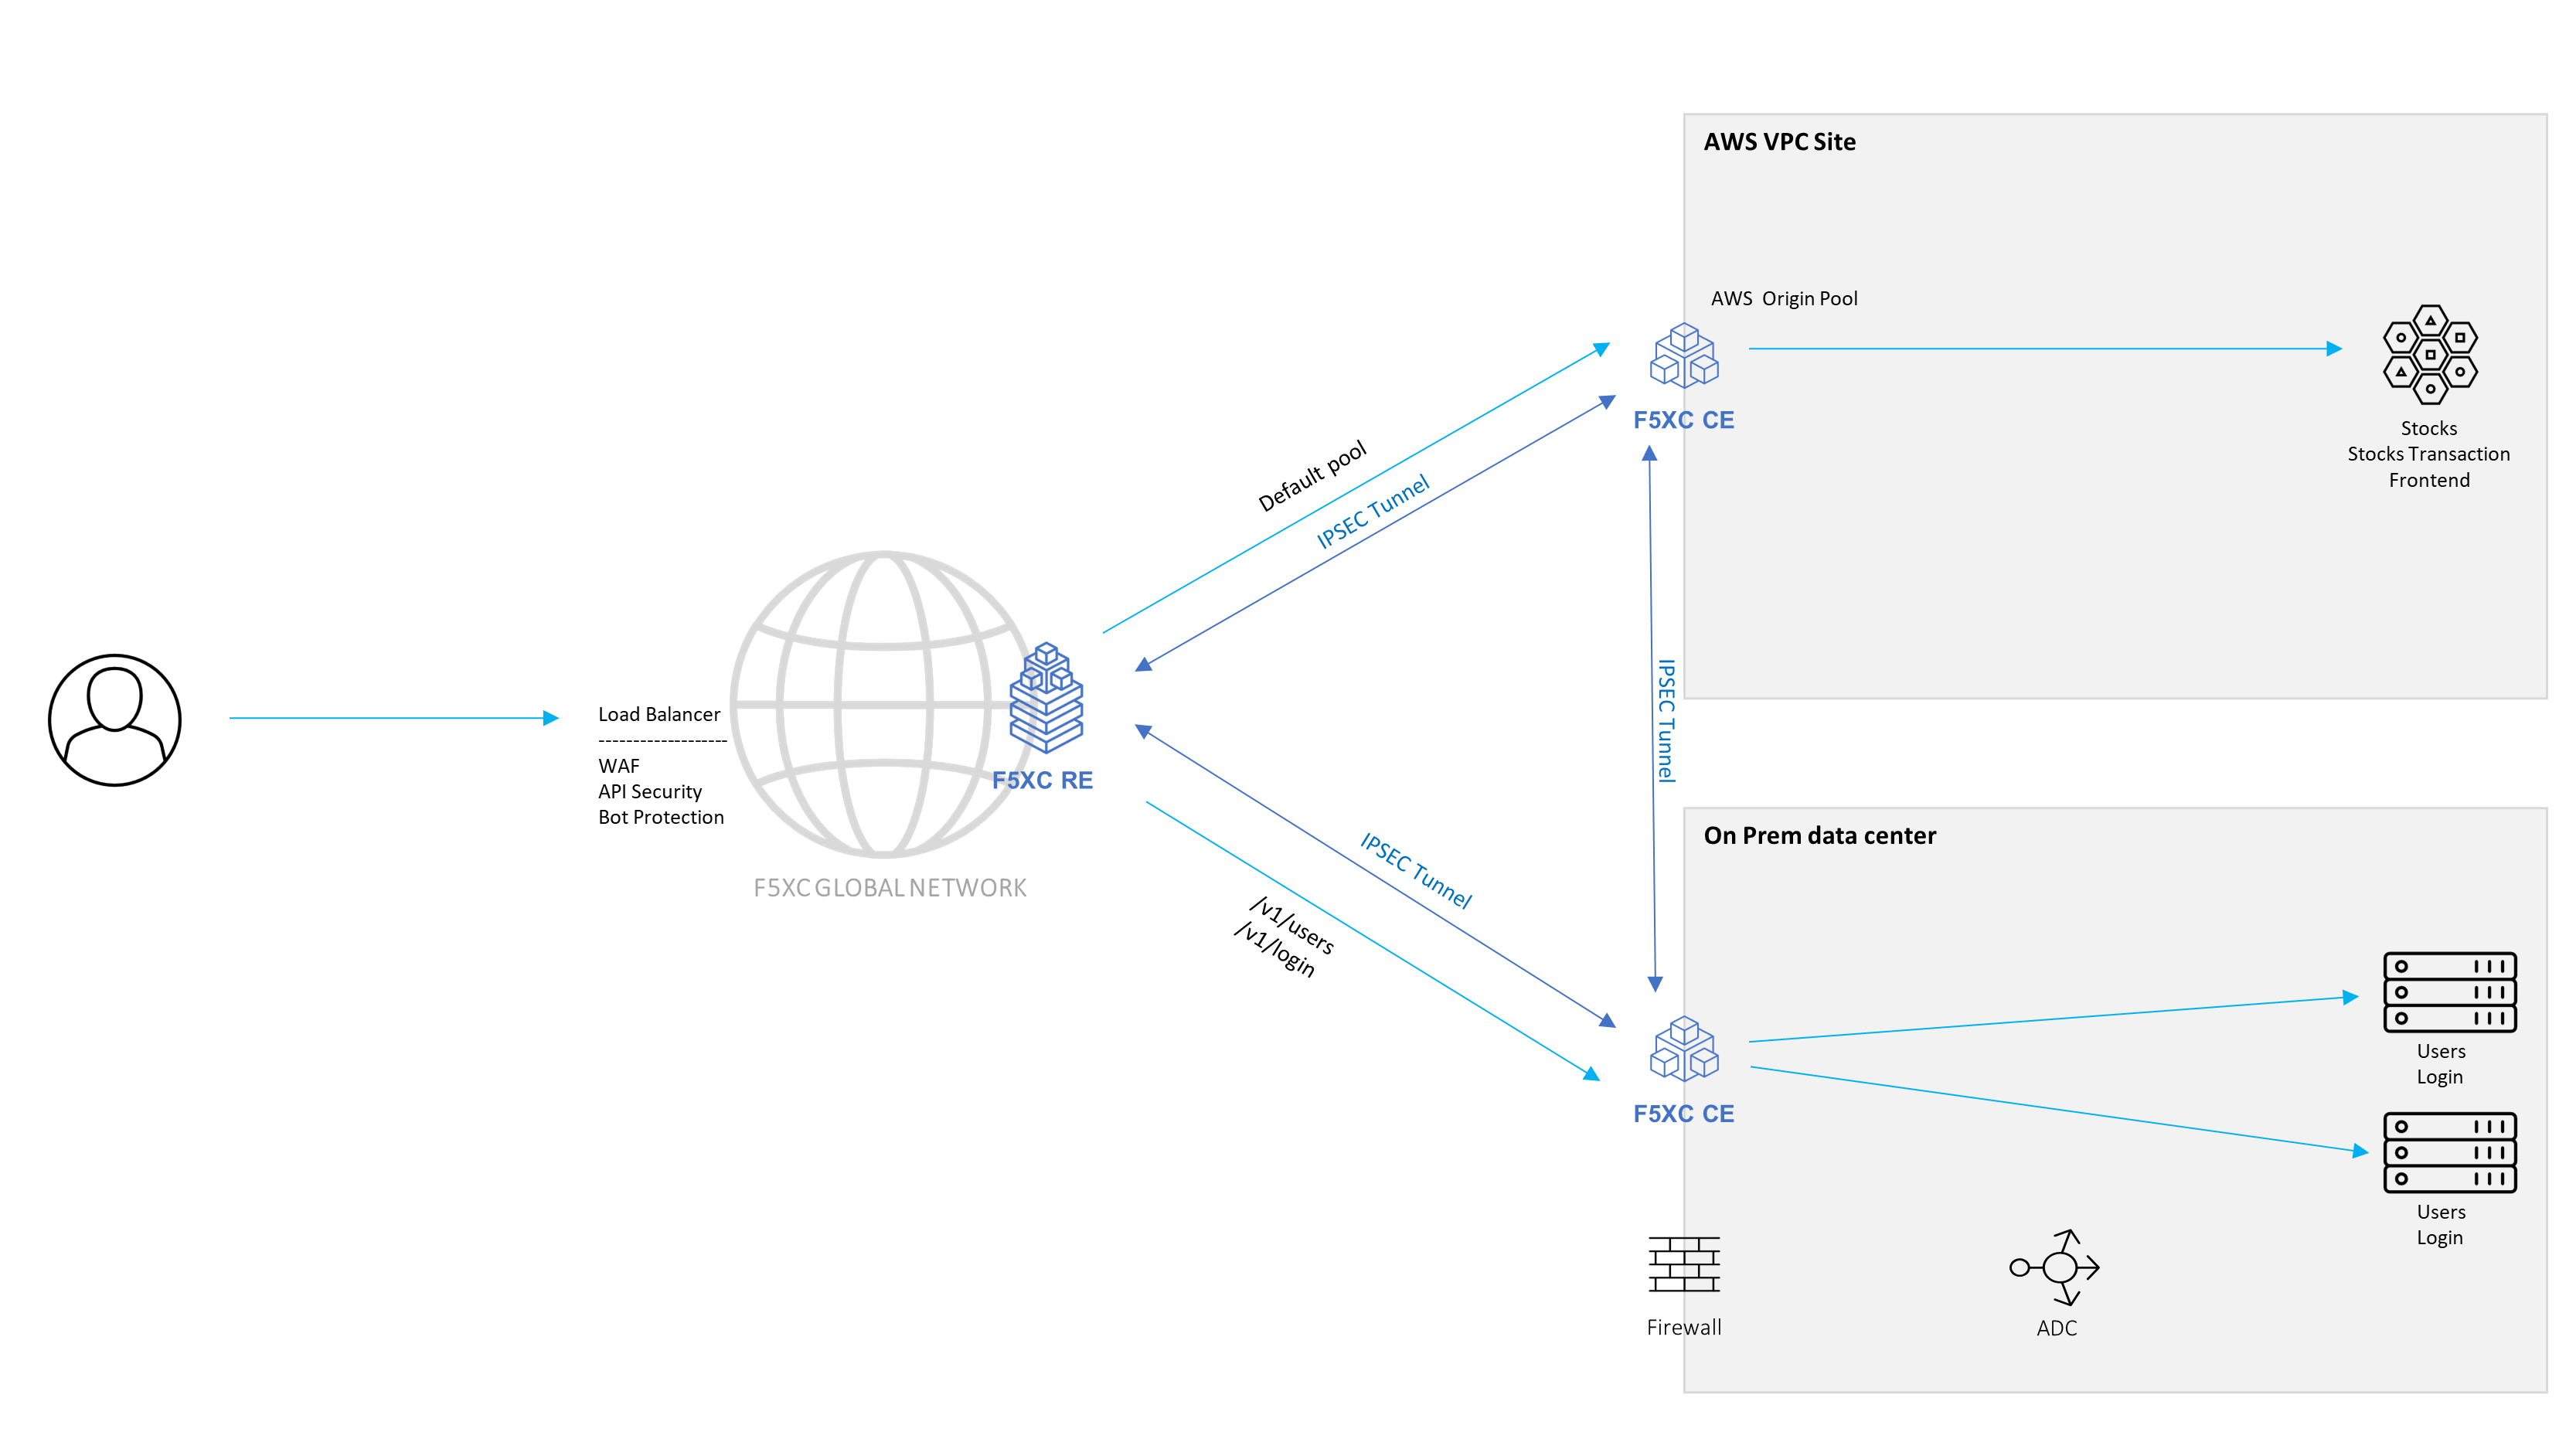 AWS VPC Site
AWS  Origin Pool
F5XC CE
Stocks
Stocks Transaction
Frontend
Default pool
IPSEC Tunnel
IPSEC Tunnel
Load Balancer
-------------------
WAF
API Security
Bot Protection
F5XC RE
F5XC GLOBAL NETWORK
IPSEC Tunnel
/v1/users
/v1/login
On Prem data center
F5XC CE
Users
Login
Users
Login
Firewall
ADC